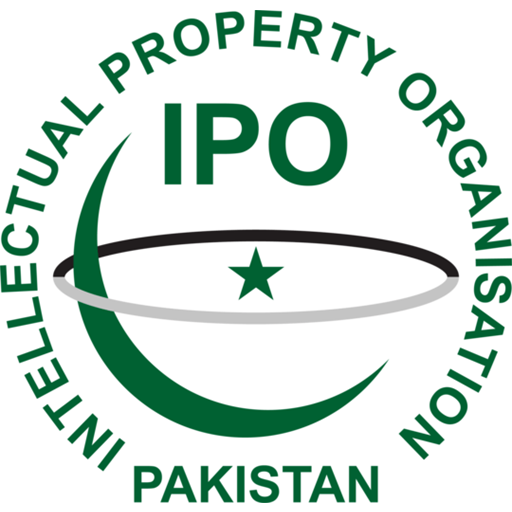 INTELLECTUAL PROPERTY ORGANISATION
IPO
PAKISTAN